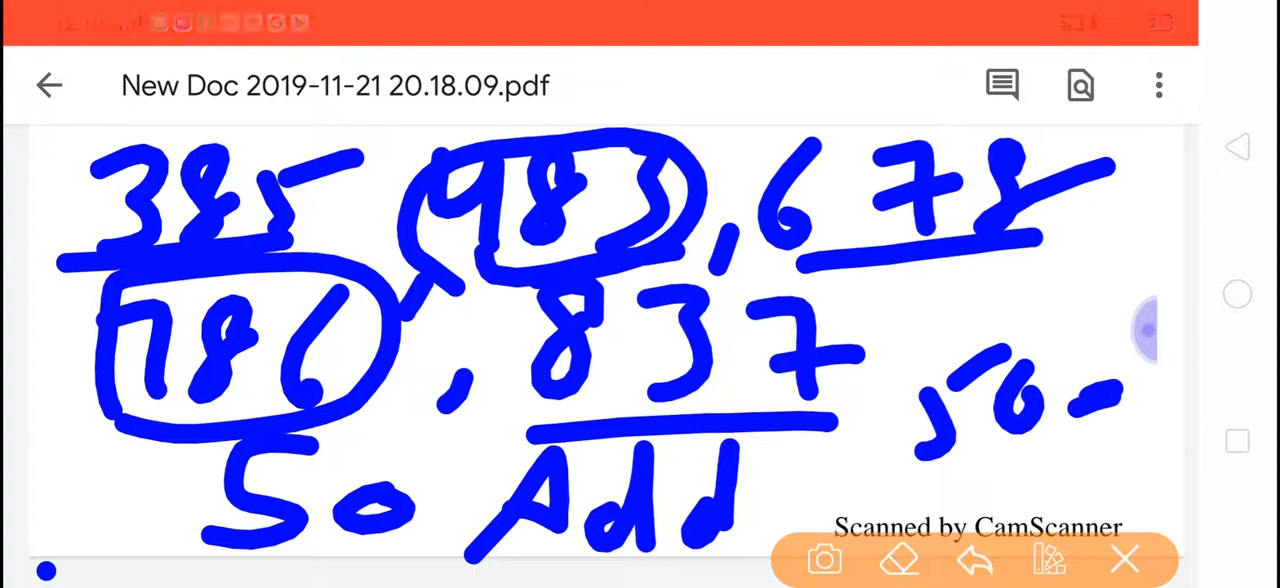 New Doc 2019-11-21 20.18.09.pdf
385, 983, 678
786, 837
50-
50 Add
Scanned by CamScanner